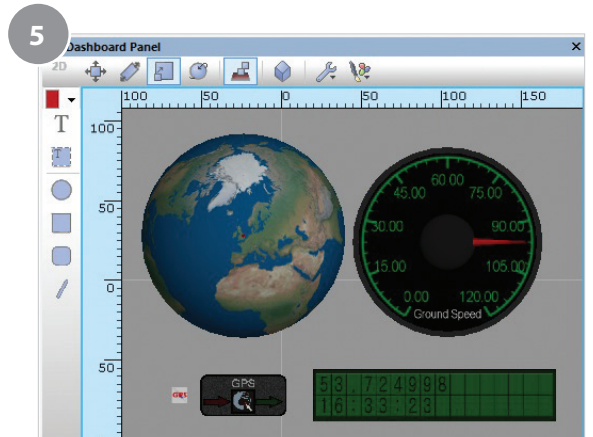 5
Dashboard Panel
2D
100 50 0 50 100 150
T
T
100
50
0
50
60.00
45.00 75.00
30.00 90.00
15.00 105.00
0.00 120.00
Ground Speed
GPS
GPS
53.724998
16:33:23